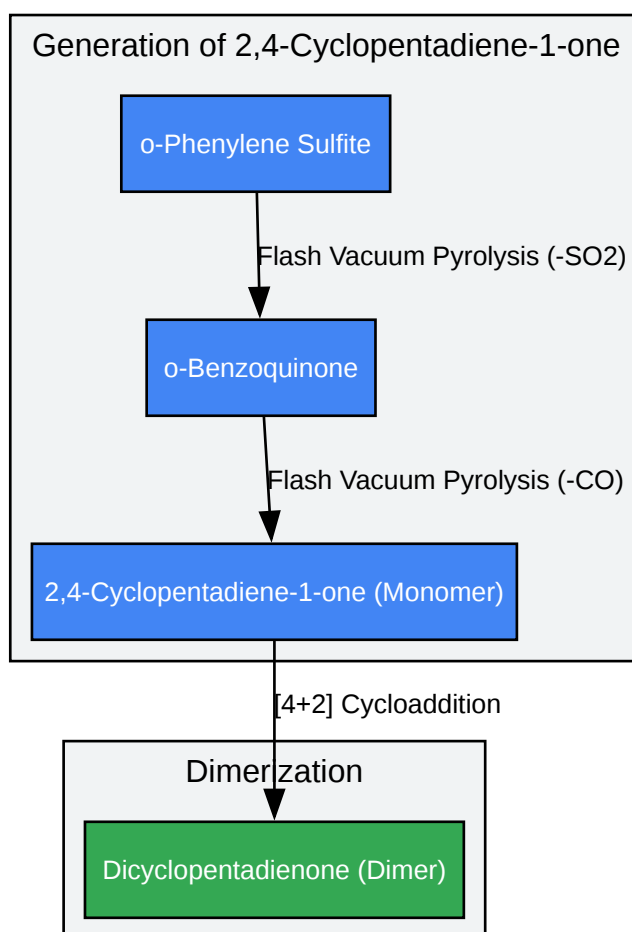 Generation of 2,4-Cyclopentadiene-1-one
o-Phenylene Sulfite
Flash Vacuum Pyrolysis (-SO2)
o-Benzoquinone
Flash Vacuum Pyrolysis (-CO)
2,4-Cyclopentadiene-1-one (Monomer)
[4+2] Cycloaddition
Dimerization
Dicyclopentadienone (Dimer)